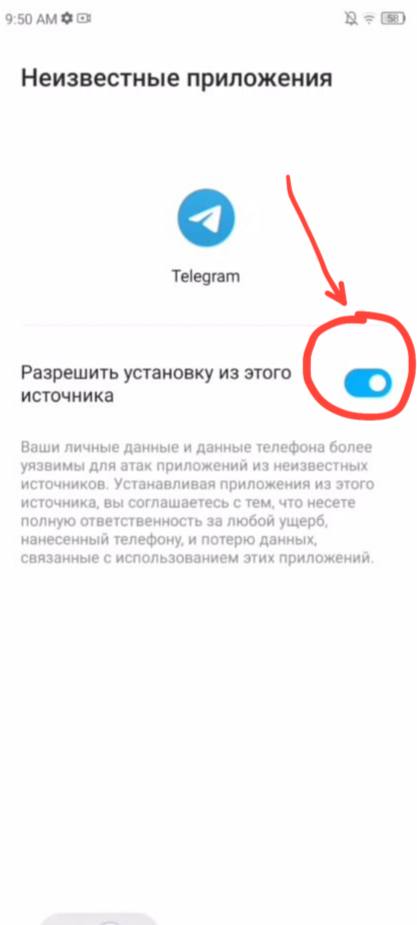 9:50 AM
58
Неизвестные приложения
Telegram
Разрешить установку из этого
источника
Ваши личные данные и данные телефона более
уязвимы для атак приложений из неизвестных
источников. Устанавливая приложения из этого
источника, вы соглашаетесь с тем, что несете
полную ответственность за любой ущерб,
нанесенный телефону, и потерю данных,
связанные с использованием этих приложений.